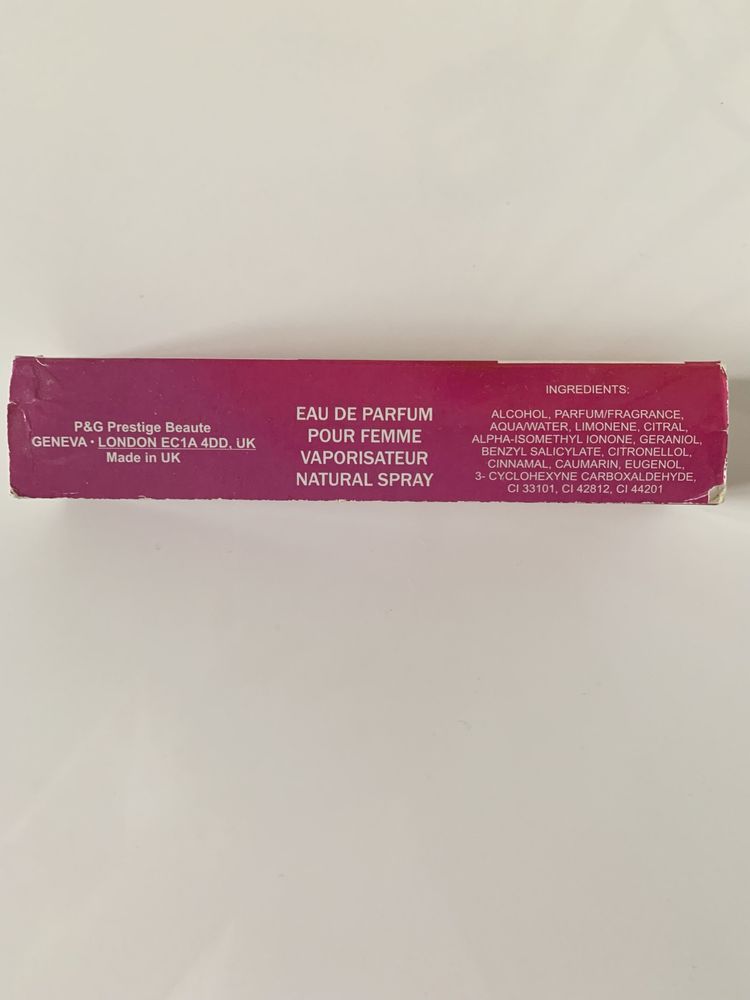 P&G Prestige Beaute
GENEVA · LONDON EC1A 4DD, UK
Made in UK
EAU DE PARFUM
POUR FEMME
VAPORISATEUR
NATURAL SPRAY
INGREDIENTS:
ALCOHOL, PARFUM/FRAGRANCE,
AQUA/WATER, LIMONENE, CITRAL,
ALPHA-ISOMETHYL IONONE, GERANIOL,
BENZYL SALICYLATE, CITRONELLOL,
CINNAMAL, CAUMARIN, EUGENOL,
3- CYCLOHEXYNE CARBOXALDEHYDE,
CI 33101, CI 42812, CI 44201